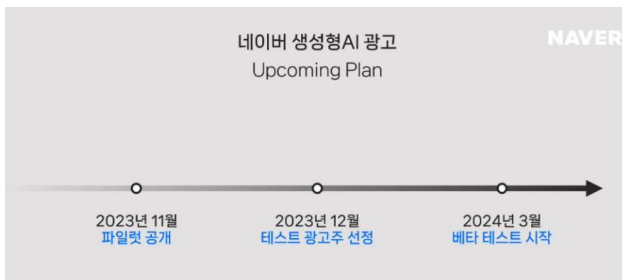 네이버 생성형AI 광고
NAVER
Upcoming Plan
2023년 11월
파일럿 공개
2023년 12월
테스트 광고주 선정
2024년 3월
베타 테스트 시작